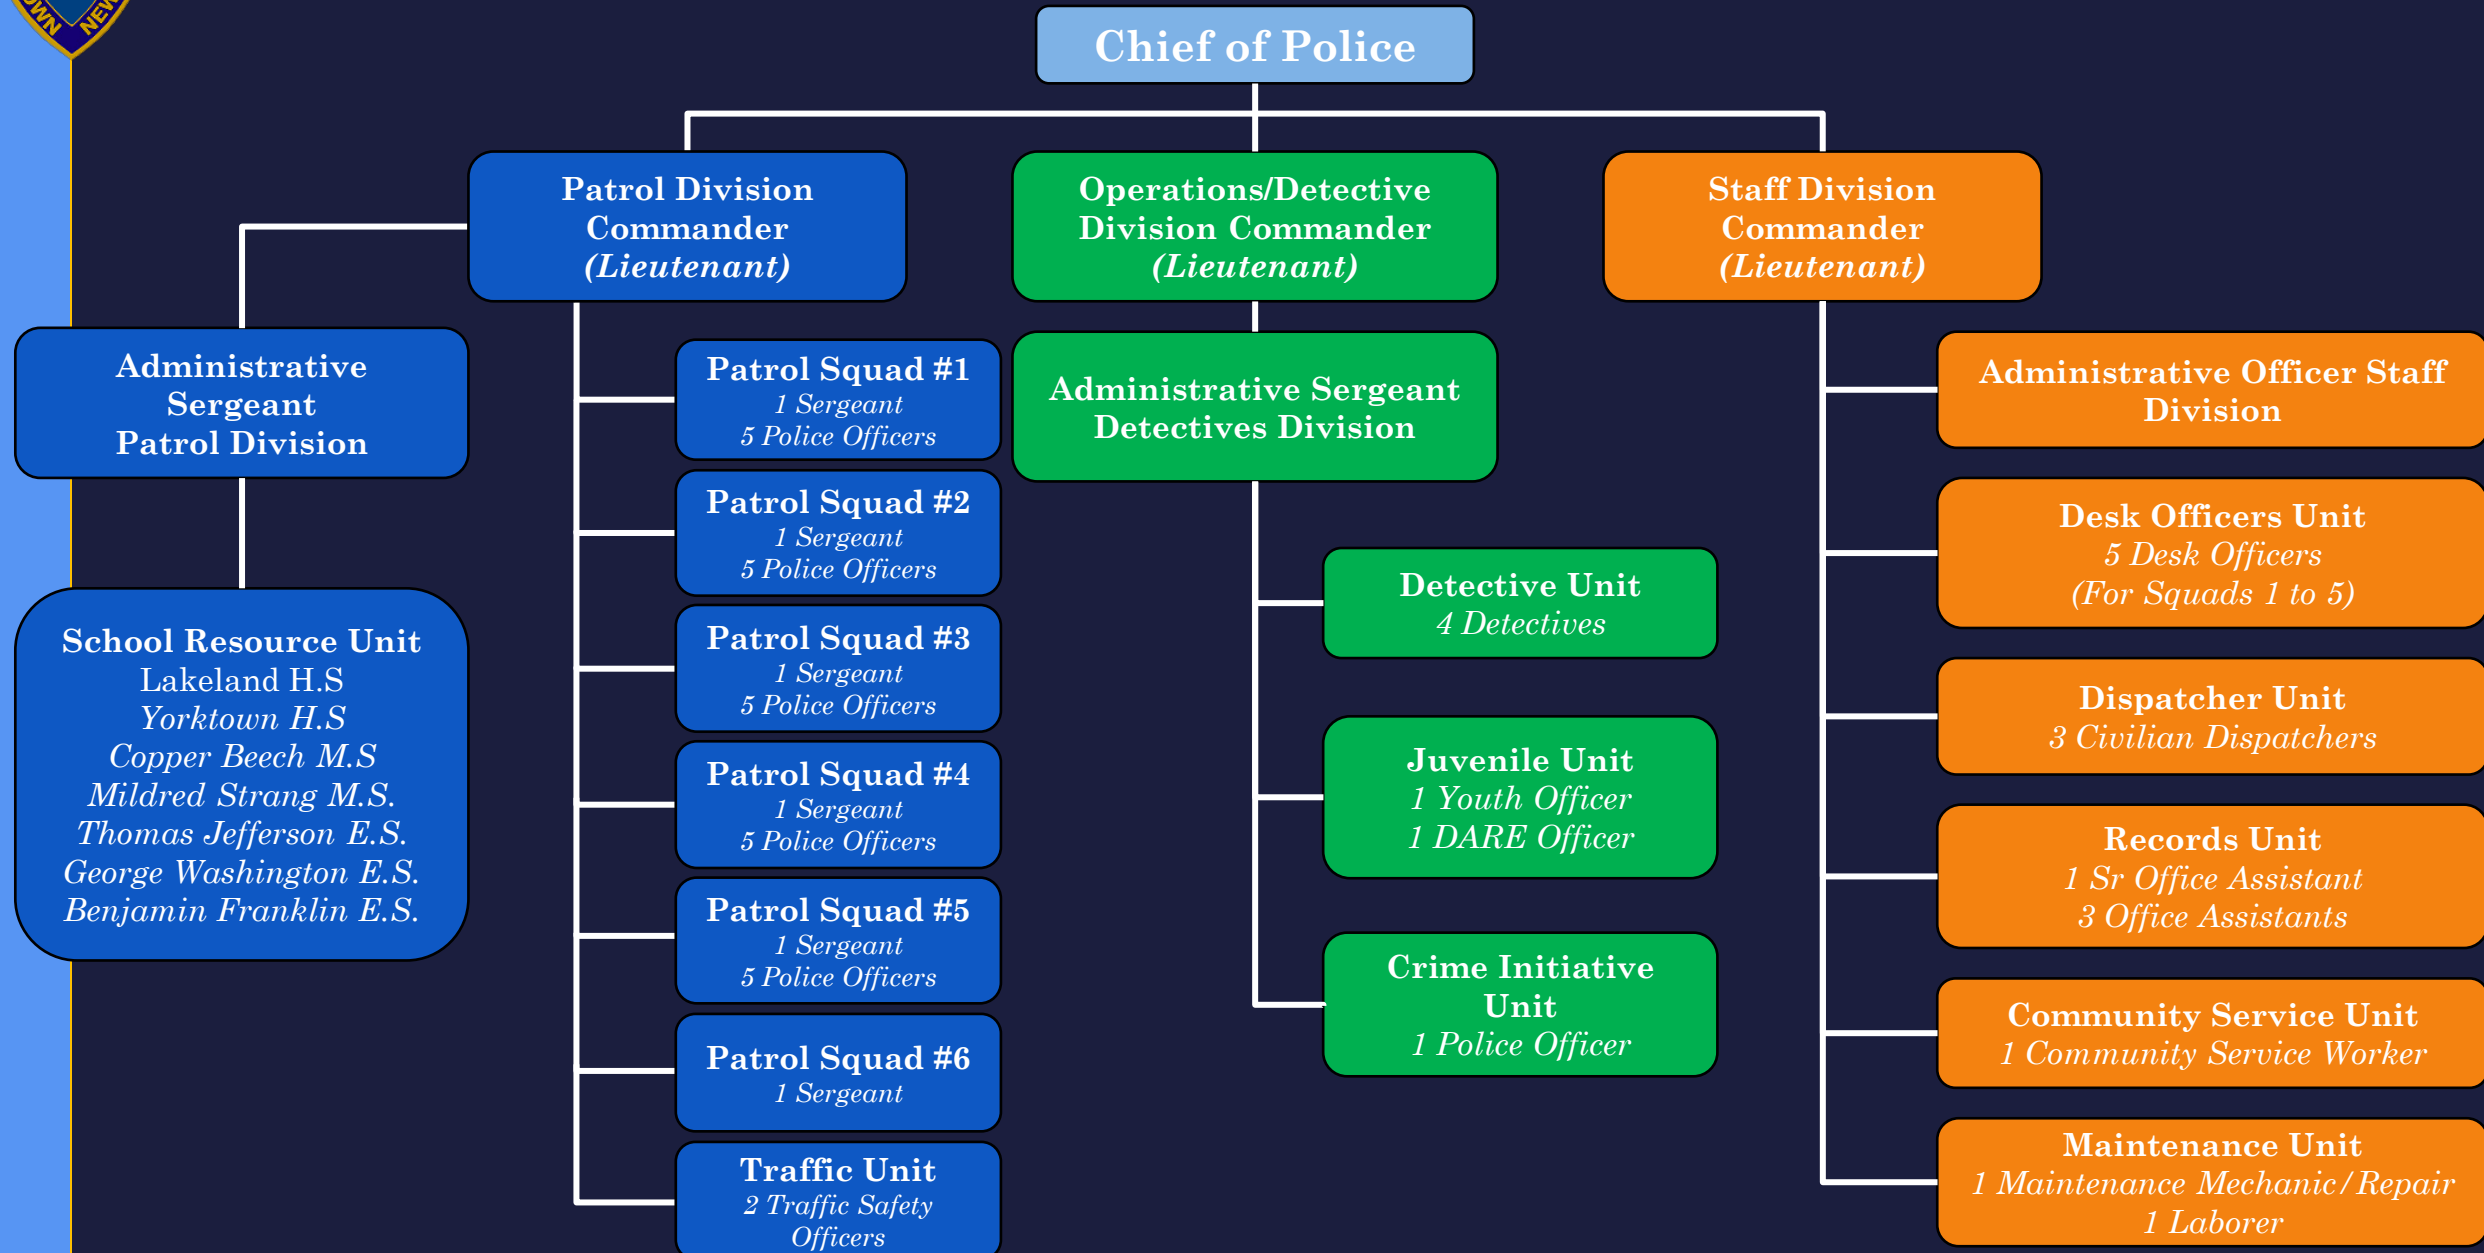 OWN NEW
Chief of Police
Patrol Division
Commander
(Lieutenant)
Operations/Detective
Division Commander
(Lieutenant)
Staff Division
Commander
(Lieutenant)
Administrative
Sergeant
Patrol Division
School Resource Unit
Lakeland H.S
Yorktown H.S
Copper Beech M.S
Mildred Strang M.S.
Thomas Jefferson E.S.
George Washington E.S.
Benjamin Franklin E.S.
Patrol Squad #1
1 Sergeant
5 Police Officers
Patrol Squad #2
1 Sergeant
5 Police Officers
Patrol Squad #3
1 Sergeant
5 Police Officers
Patrol Squad #4
1 Sergeant
5 Police Officers
Patrol Squad #5
1 Sergeant
5 Police Officers
Patrol Squad #6
1 Sergeant
Traffic Unit
2 Traffic Safety
Officers
Administrative Sergeant
Detectives Division
Detective Unit
4 Detectives
Juvenile Unit
1 Youth Officer
1 DARE Officer
Crime Initiative
Unit
1 Police Officer
Administrative Officer Staff
Division
Desk Officers Unit
5 Desk Officers
(For Squads 1 to 5)
Dispatcher Unit
3 Civilian Dispatchers
Records Unit
1 Sr Office Assistant
3 Office Assistants
Community Service Unit
1 Community Service Worker
Maintenance Unit
1 Maintenance Mechanic/Repair
1 Laborer